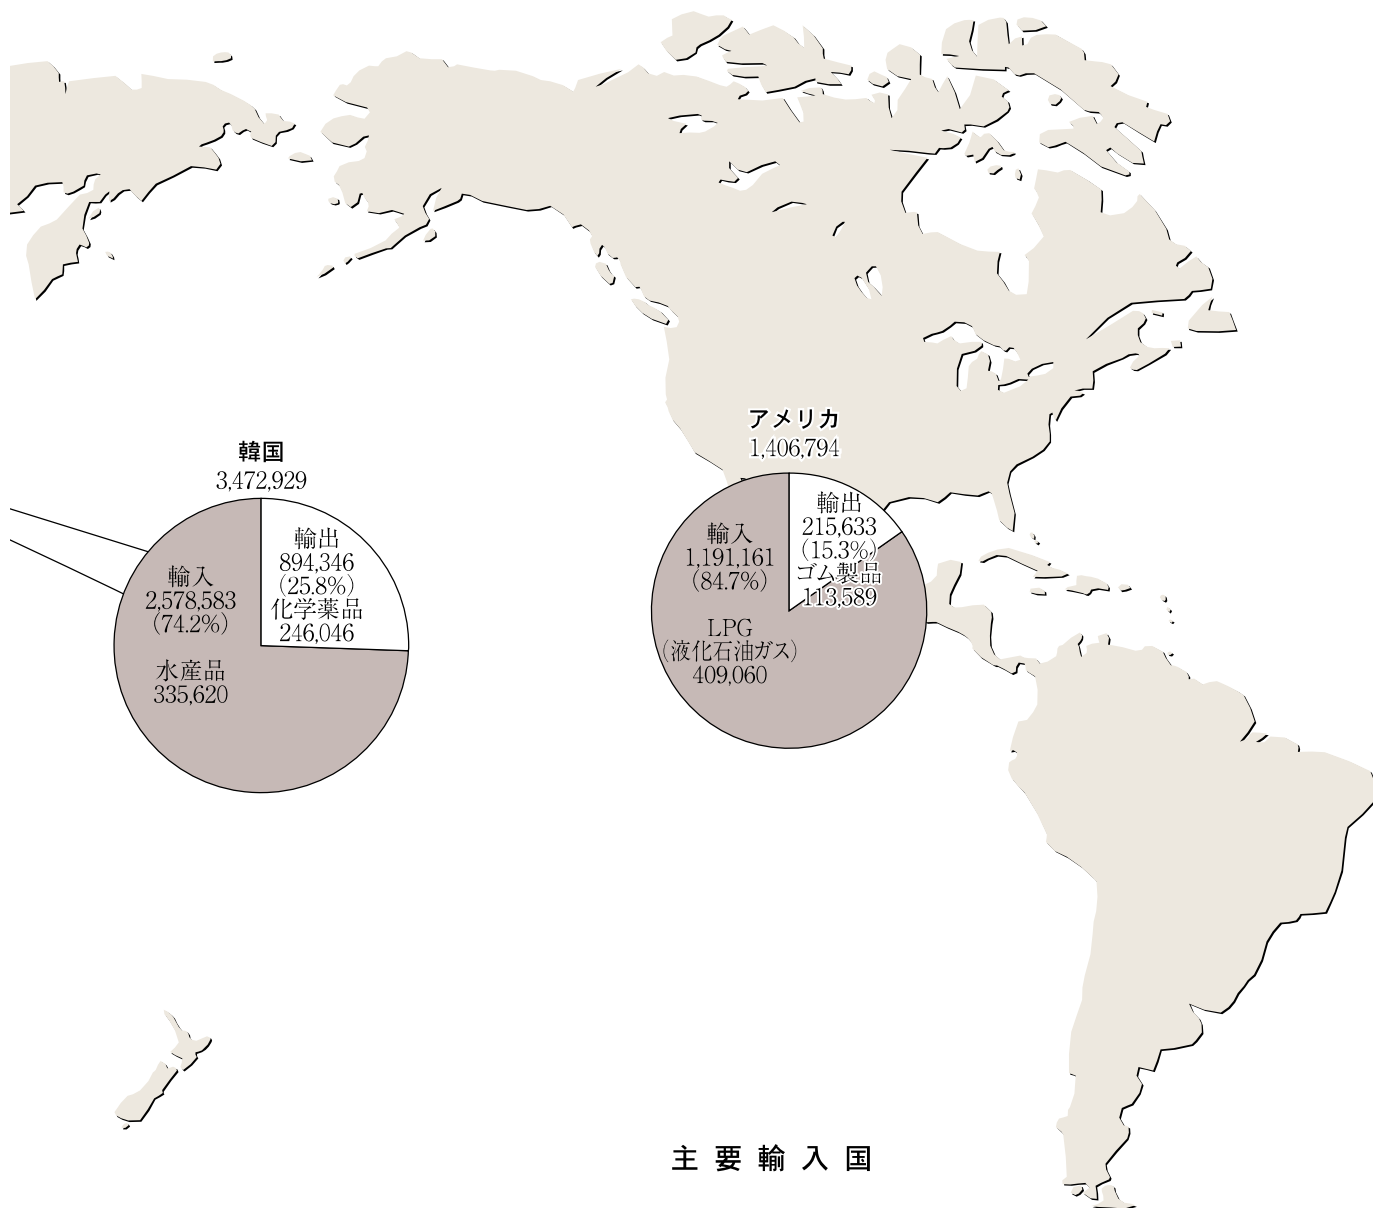 韓国
3,472,929
輸出
894,346
(25.8%)
化学薬品
246,046
輸入
2,578,583
(74.2%)
水産品
335,620
アメリカ
1,406,794
輸出
215,633
(15.3%)
ゴム製品
113,589
輸入
1,191,161
(84.7%)
LPG
(液化石油ガス)
409,060
主要輸入国